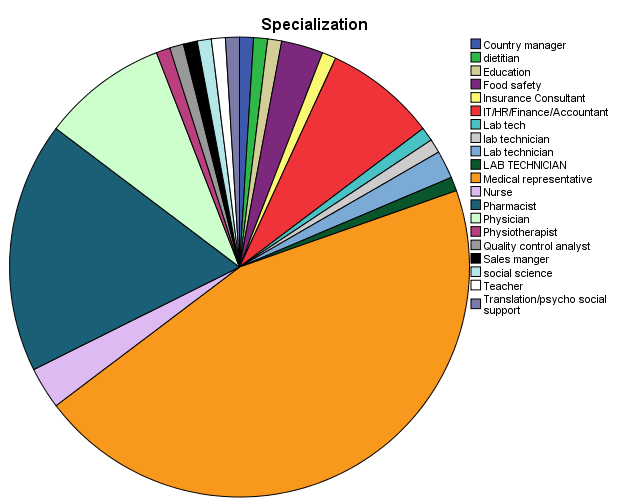 Specialization
Country manager
dietitian
Education
Food safety
Insurance Consultant
IT/HR/Finance/Accountant
Lab tech
lab technician
Lab technician
LAB TECHNICIAN
Medical representative
Nurse
Pharmacist
Physician
Physiotherapist
Quality control analyst
Sales manger
social science
Teacher
Translation/psycho social
support